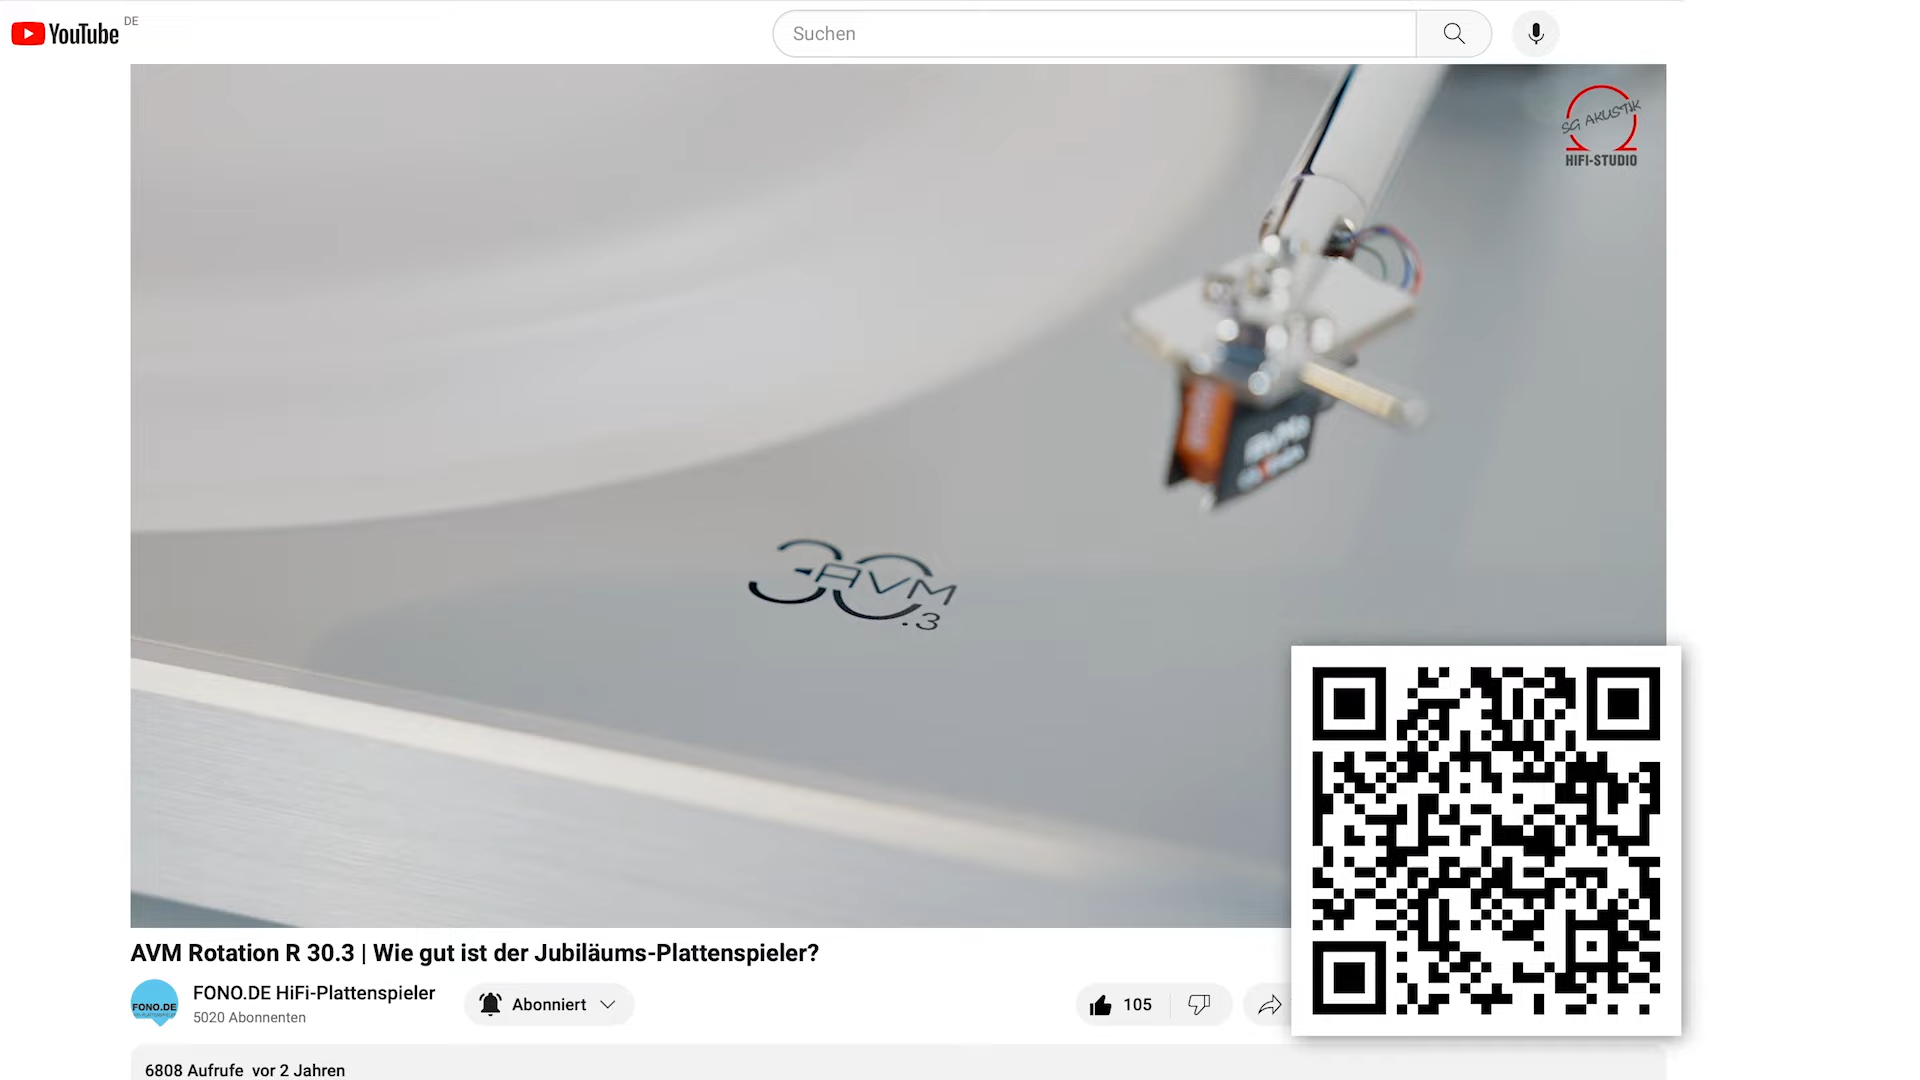 YouTube DE
Suchen
SG AKUSTIK
HIFI-STUDIO
30 AVM
.3
AVM Rotation R 30.3 | Wie gut ist der Jubiläums-Plattenspieler?
FONO.DE
FONO.DE HiFi-Plattenspieler
5020 Abonnenten
Abonniert
105
6808 Aufrufe vor 2 Jahren